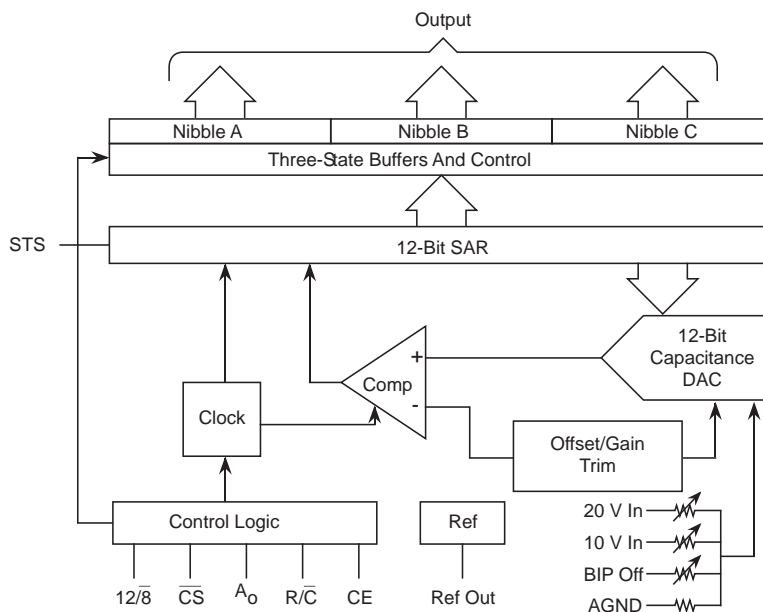 Output
Nibble A Nibble B Nibble C
Three-State Buffers And Control
STS
12-Bit SAR
12-Bit
Capacitance
DAC
+
Comp
-
Clock
Offset/Gain
Trim
Control Logic
Ref
20 V In
10 V In
BIP Off
AGND
12/8̅ C̅S̅ Ao R/C̅ CE Ref Out